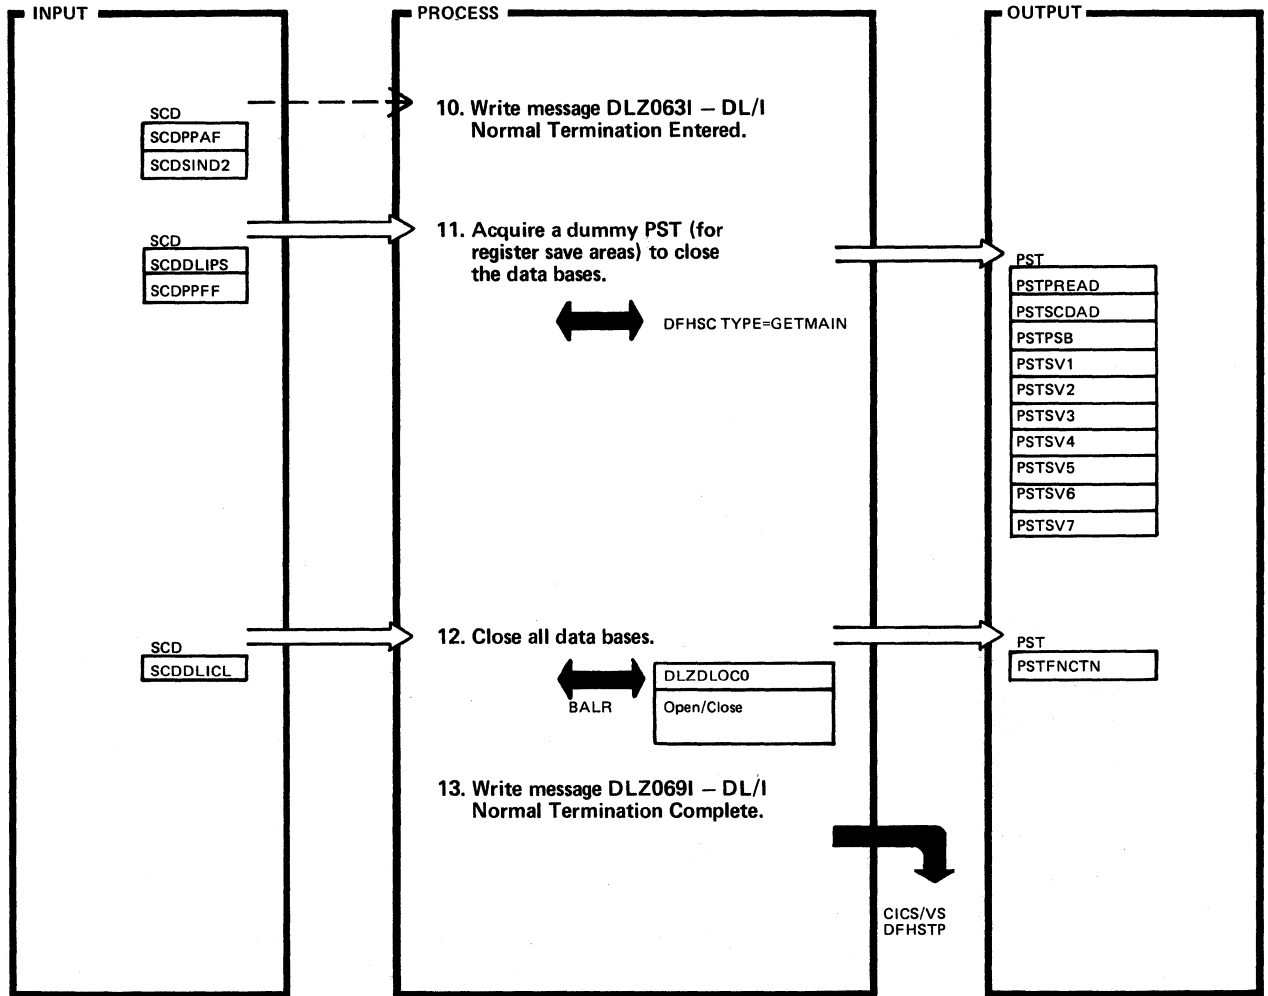 INPUT
PROCESS
OUTPUT
SCD
SCDPPAF
SCDSIND2
10. Write message DLZ063I – DL/I
Normal Termination Entered.
SCD
SCDDLIPS
SCDPPFF
11. Acquire a dummy PST (for
register save areas) to close
the data bases.
DFHSC TYPE=GETMAIN
PST
PSTPREAD
PSTSCDAD
PSTPSB
PSTSV1
PSTSV2
PSTSV3
PSTSV4
PSTSV5
PSTSV6
PSTSV7
SCD
SCDDLICL
12. Close all data bases.
BALR
DLZDLOC0
Open/Close
PST
PSTFNCTN
13. Write message DLZ069I – DL/I
Normal Termination Complete.
CICS/VS
DFHSTP